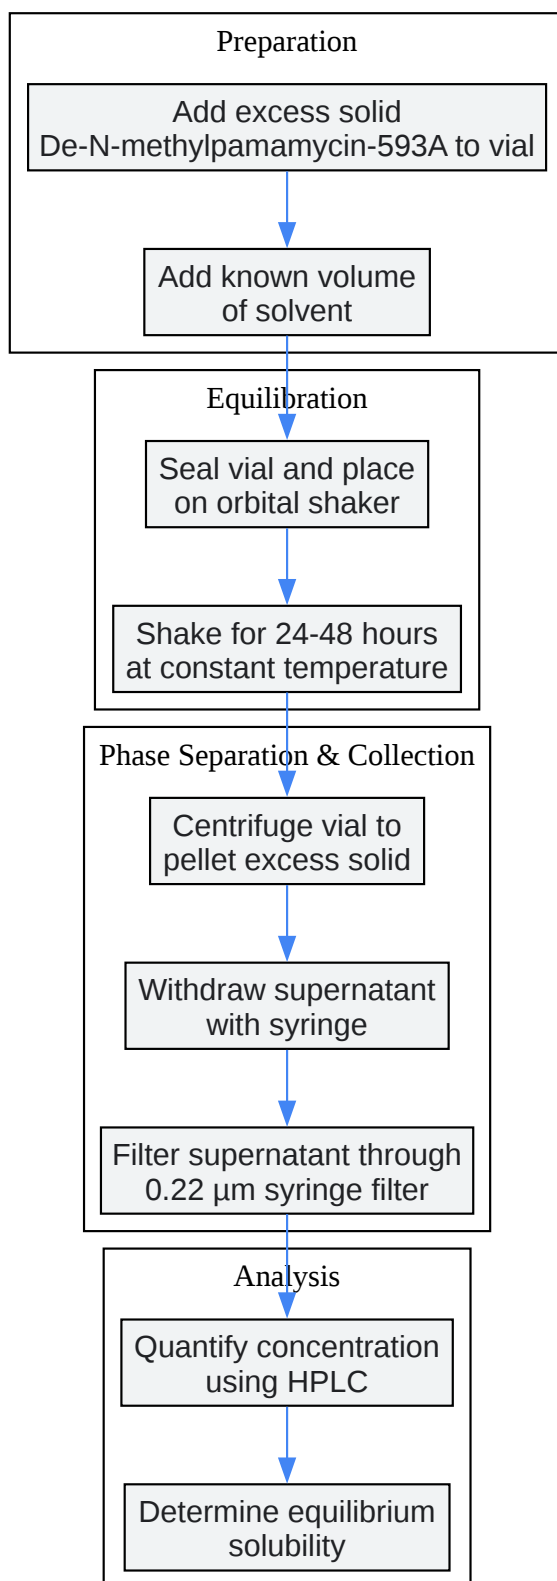 Preparation
Add excess solid
De-N-methylpamamycin-593A to vial
Add known volume
of solvent
Equilibration
Seal vial and place
on orbital shaker
Shake for 24-48 hours
at constant temperature
Phase Separation & Collection
Centrifuge vial to
pellet excess solid
Withdraw supernatant
with syringe
Filter supernatant through
0.22 µm syringe filter
Analysis
Quantify concentration
using HPLC
Determine equilibrium
solubility